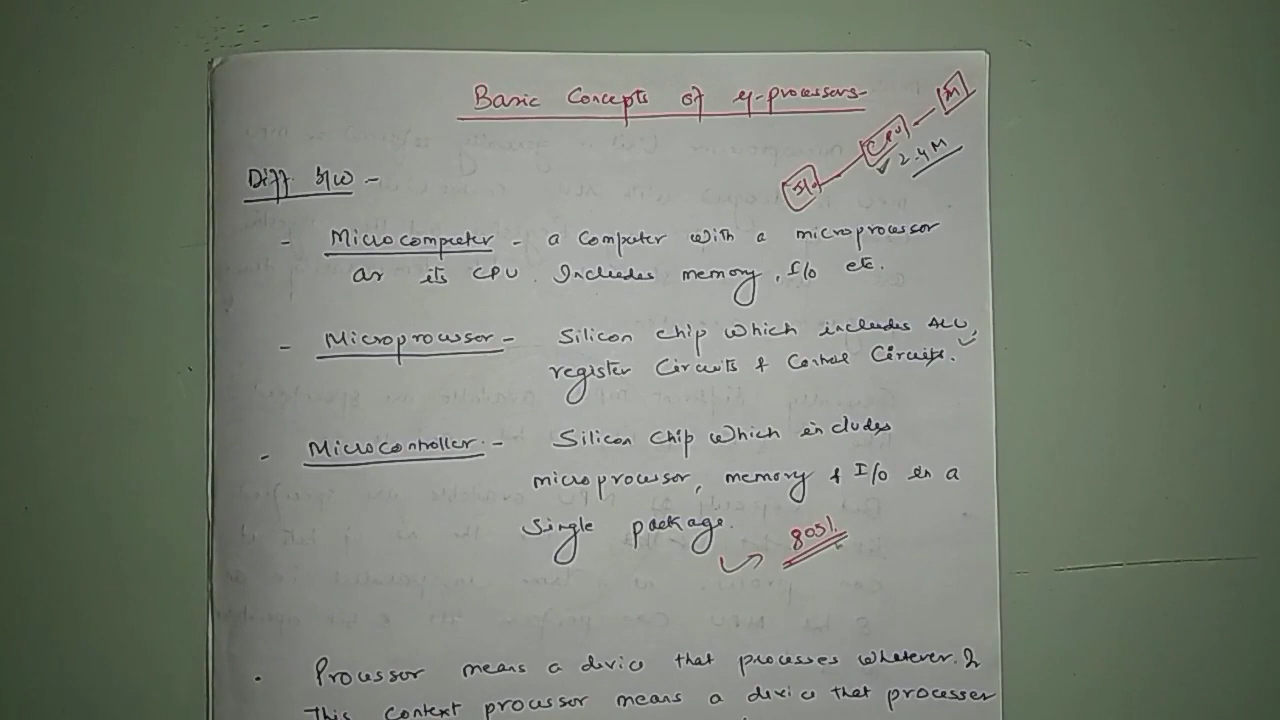 Basic Concepts of μ-processors-
M
CPU
2.4M
I/O
Diff b/w -
- Microcomputer - a Computer with a microprocessor
as its CPU. Includes memory, I/o etc.
- Microprocessor - Silicon chip which includes ALU,
register Circuits & Control Circuits.
- Microcontroller - Silicon chip which includes
microprocessor, memory & I/o in a
Single package.
8051.
. Processor means a device that processes whatever. In
This context processor means a device that processes